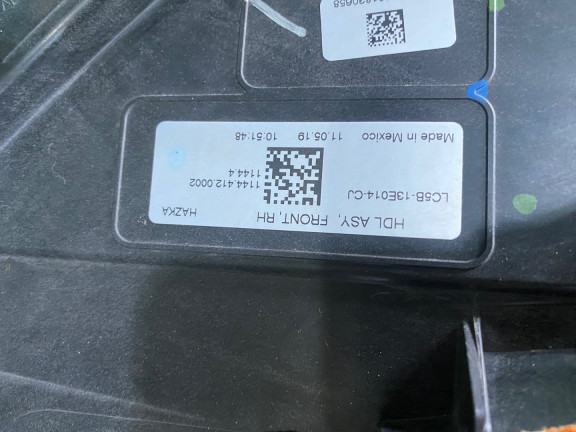 HDL ASY, FRONT, RH
HAZKA
LC5B-13E014-CJ
1144.412.0002
1144.4
Made in Mexico 11.05.19 10:51:48